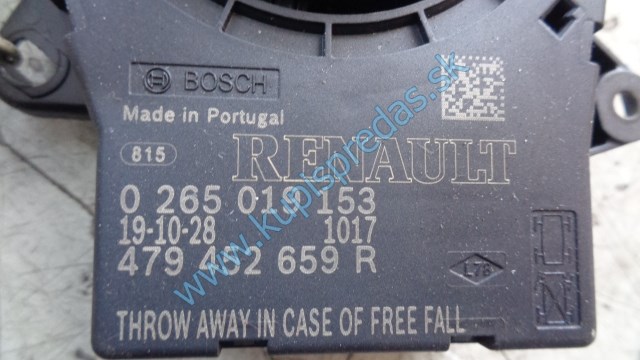 BOSCH
Made in Portugal
815
RENAULT
0 265 019 153
19-10-28 1017
479 452 659 R
L78
THROW AWAY IN CASE OF FREE FALL
www.kupispredas.sk